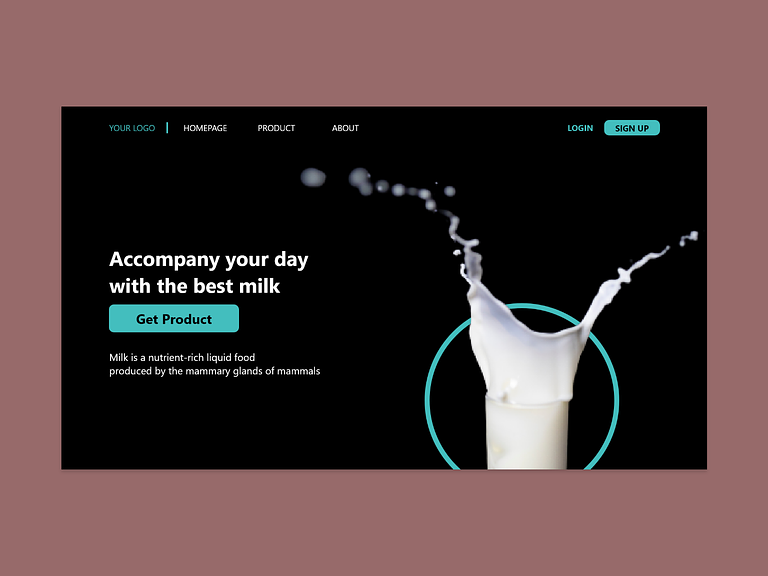 YOUR LOGO HOMEPAGE PRODUCT ABOUT LOGIN SIGN UP
Accompany your day
with the best milk
Get Product
Milk is a nutrient-rich liquid food
produced by the mammary glands of mammals